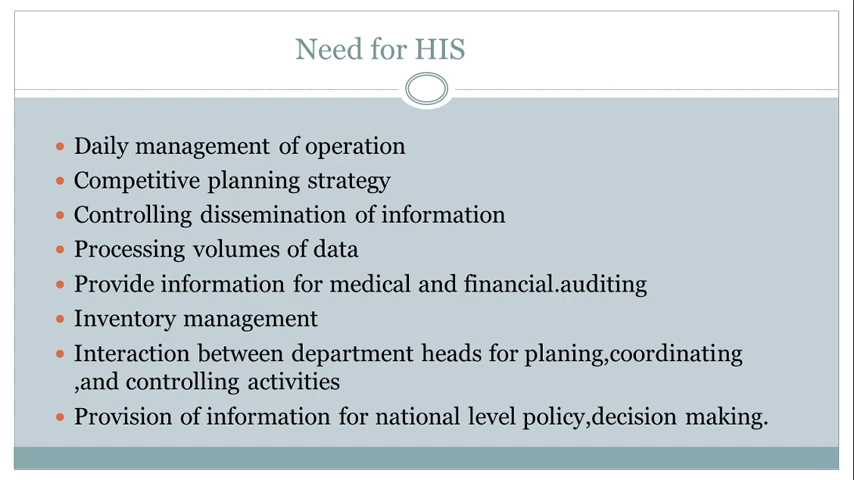 Need for HIS
Daily management of operation
Competitive planning strategy
Controlling dissemination of information
Processing volumes of data
Provide information for medical and financial.auditing
Inventory management
Interaction between department heads for planing,coordinating
,and controlling activities
Provision of information for national level policy,decision making.